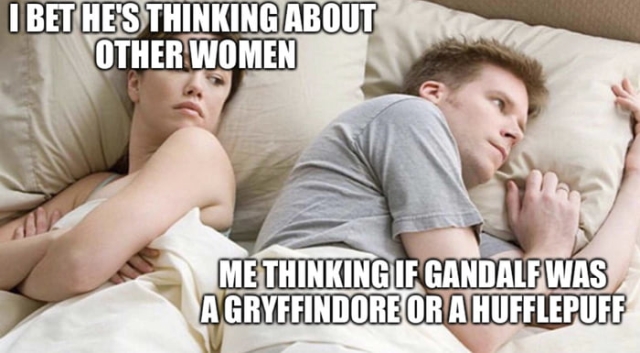 I BET HE'S THINKING ABOUT
OTHER WOMEN
ME THINKING IF GANDALF WAS
A GRYFFINDORE OR A HUFFLEPUFF